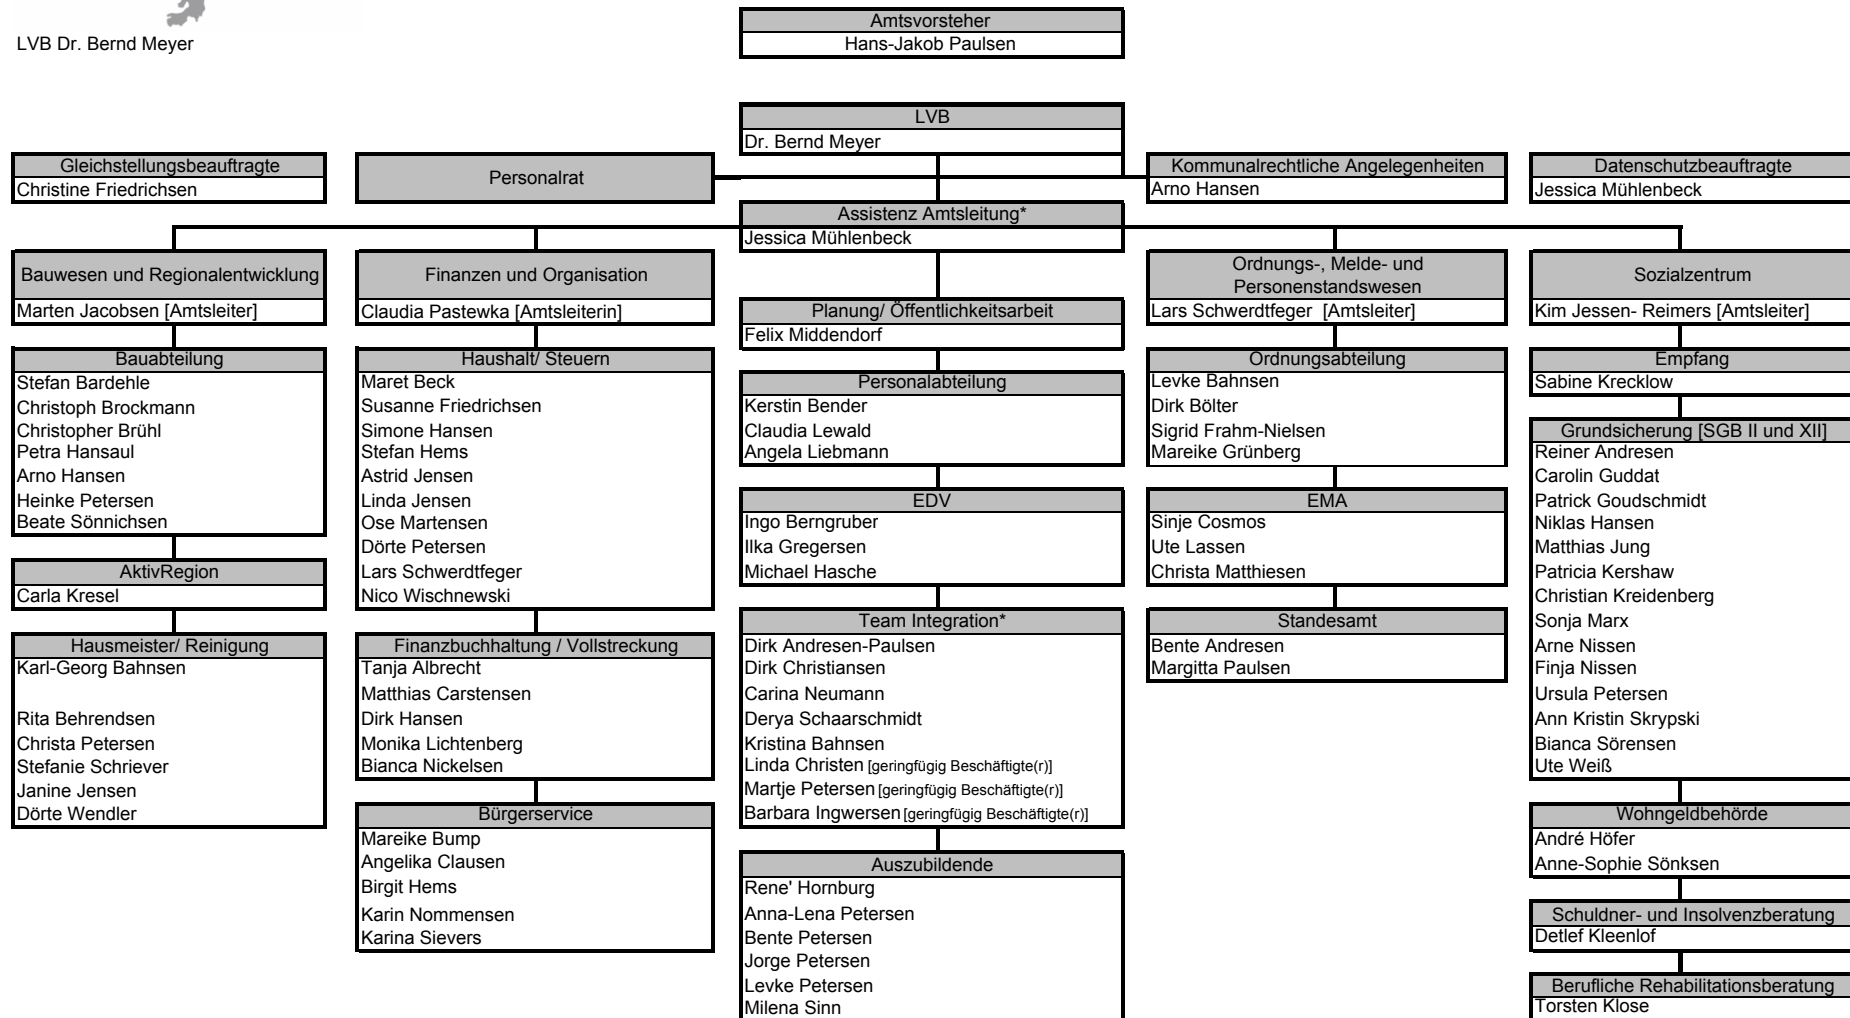 LVB Dr. Bernd Meyer
Amtsvorsteher
Hans-Jakob Paulsen
LVB
Dr. Bernd Meyer
Gleichstellungsbeauftragte
Christine Friedrichsen
Personalrat
Kommunalrechtliche Angelegenheiten
Arno Hansen
Datenschutzbeauftragte
Jessica Mühlenbeck
Assistenz Amtsleitung*
Jessica Mühlenbeck
Bauwesen und Regionalentwicklung
Marten Jacobsen [Amtsleiter]
Bauabteilung
Stefan Bardehle
Christoph Brockmann
Christopher Brühl
Petra Hansaul
Arno Hansen
Heinke Petersen
Beate Sönnichsen
AktivRegion
Carla Kresel
Hausmeister/ Reinigung
Karl-Georg Bahnsen
Rita Behrendsen
Christa Petersen
Stefanie Schriever
Janine Jensen
Dörte Wendler
Finanzen und Organisation
Claudia Pastewka [Amtsleiterin]
Haushalt/ Steuern
Maret Beck
Susanne Friedrichsen
Simone Hansen
Stefan Hems
Astrid Jensen
Linda Jensen
Ose Martensen
Dörte Petersen
Lars Schwerdtfeger
Nico Wischnewski
Finanzbuchhaltung / Vollstreckung
Tanja Albrecht
Matthias Carstensen
Dirk Hansen
Monika Lichtenberg
Bianca Nickelsen
Bürgerservice
Mareike Bump
Angelika Clausen
Birgit Hems
Karin Nommensen
Karina Sievers
Planung/ Öffentlichkeitsarbeit
Felix Middendorf
Personalabteilung
Kerstin Bender
Claudia Lewald
Angela Liebmann
EDV
Ingo Berngruber
Ilka Gregersen
Michael Hasche
Team Integration*
Dirk Andresen-Paulsen
Dirk Christiansen
Carina Neumann
Derya Schaarschmidt
Kristina Bahnsen
Linda Christen [geringfügig Beschäftigte(r)]
Martje Petersen [geringfügig Beschäftigte(r)]
Barbara Ingwersen [geringfügig Beschäftigte(r)]
Auszubildende
Rene' Hornburg
Anna-Lena Petersen
Bente Petersen
Jorge Petersen
Levke Petersen
Milena Sinn
Ordnungs-, Melde- und
Personenstandswesen
Lars Schwerdtfeger [Amtsleiter]
Ordnungsabteilung
Levke Bahnsen
Dirk Bölter
Sigrid Frahm-Nielsen
Mareike Grünberg
EMA
Sinje Cosmos
Ute Lassen
Christa Matthiesen
Standesamt
Bente Andresen
Margitta Paulsen
Sozialzentrum
Kim Jessen- Reimers [Amtsleiter]
Empfang
Sabine Krecklow
Grundsicherung [SGB II und XII]
Reiner Andresen
Carolin Guddat
Patrick Goudschmidt
Niklas Hansen
Matthias Jung
Patricia Kershaw
Christian Kreidenberg
Sonja Marx
Arne Nissen
Finja Nissen
Ursula Petersen
Ann Kristin Skrypski
Bianca Sörensen
Ute Weiß
Wohngeldbehörde
André Höfer
Anne-Sophie Sönksen
Schuldner- und Insolvenzberatung
Detlef Kleenlof
Berufliche Rehabilitationsberatung
Torsten Klose